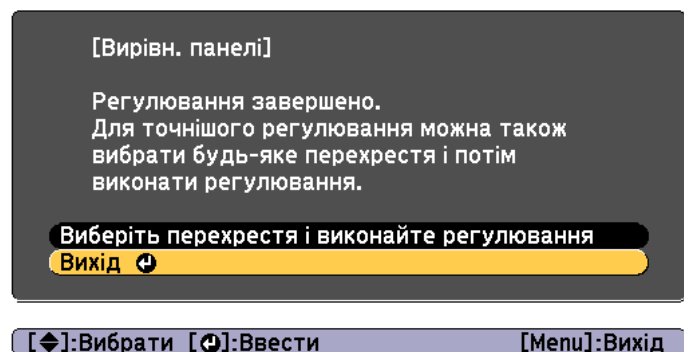 [Вирівн. панелі]
Регулювання завершено.
Для точнішого регулювання можна також
вибрати будь-яке перехрестя і потім
виконати регулювання.
Виберіть перехрестя і виконайте регулювання
Вихід
[◆]:Вибрати [⏎]:Ввести [Menu]:Вихід